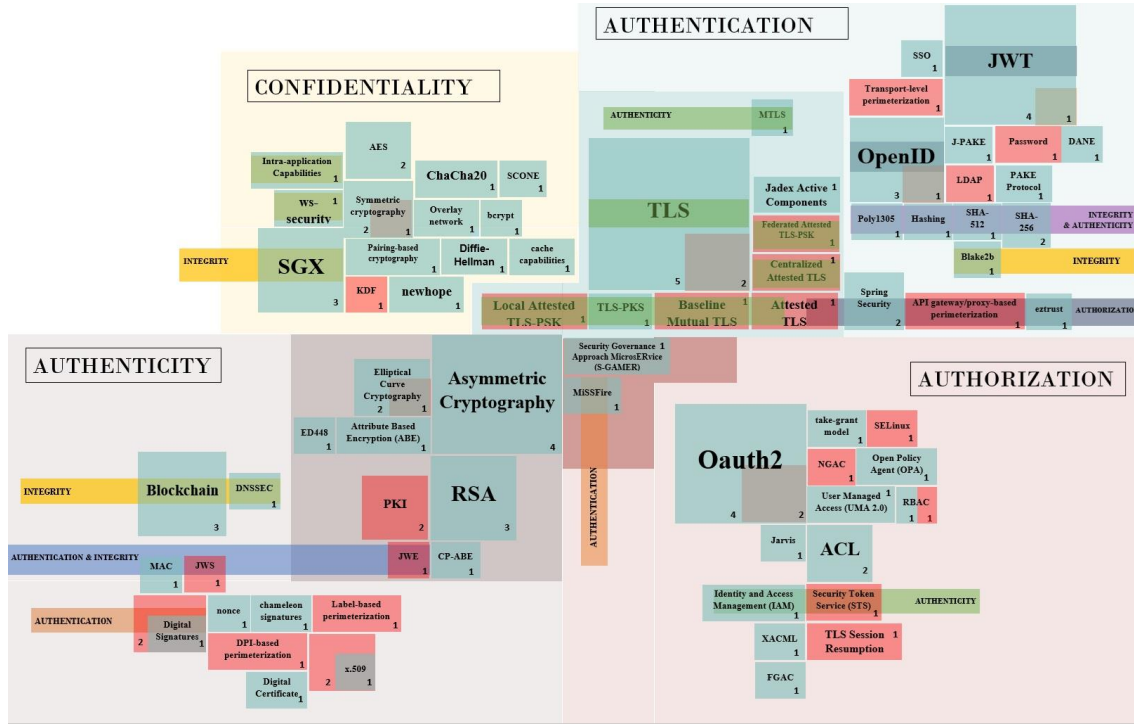 AUTHENTICATION
CONFIDENTIALITY
SSO
1
JWT
4
1
Transport-level
perimeterization
1
AUTHENTICITY
MTLS
1
OpenID
3
1
J-PAKE
1
Password
1
DANE
1
LDAP
1
PAKE
Protocol
1
AES
2
Intra-application
Capabilities
1
ChaCha20
1
SCONE
1
WS-
security
1
Symmetric
cryptography
2
1
Overlay
network
1
bcrypt
1
TLS
5
2
Jadex Active
Components
1
Federated Attested
TLS-PSK
1
Centralized
Attested TLS
1
Poly1305
1
Hashing
1
SHA-
512
1
SHA-
256
2
INTEGRITY
& AUTHENTICITY
Blake2b
1
INTEGRITY
INTEGRITY
SGX
3
Pairing-based
cryptography
1
Diffie-
Hellman
1
cache
capabilities
1
KDF
1
newhope
1
Local Attested
TLS-PSK
1
TLS-PKS
1
Baseline
Mutual TLS
1
Attested
TLS
1
Spring
Security
2
API gateway/proxy-based
perimeterization
1
eztrust
1
AUTHORIZATIO
AUTHENTICITY
Elliptical
Curve
Cryptography
2
1
Asymmetric
Cryptography
4
Security Governance
Approach MicrosERvice
(S-GAMER)
1
MiSSFire
1
AUTHENTICATION
AUTHORIZATION
ED448
1
Attribute Based
Encryption (ABE)
1
INTEGRITY
Blockchain
3
DNSSEC
1
PKI
2
RSA
3
AUTHENTICATION & INTEGRITY
JWE
1
CP-ABE
1
MAC
1
JWS
1
AUTHENTICATION
2
Digital
Signatures
1
nonce
1
chameleon
signatures
1
Label-based
perimeterization
1
DPI-based
perimeterization
1
2
x.509
1
Digital
Certificate
1
Oauth2
4
2
take-grant
model
1
SELinux
1
NGAC
1
Open Policy
Agent (OPA)
1
User Managed
Access (UMA 2.0)
1
RBAC
1
1
Jarvis
1
ACL
2
Identity and Access
Management (IAM)
1
Security Token
Service (STS)
1
AUTHENTICITY
XACML
1
TLS Session
Resumption
1
FGAC
1